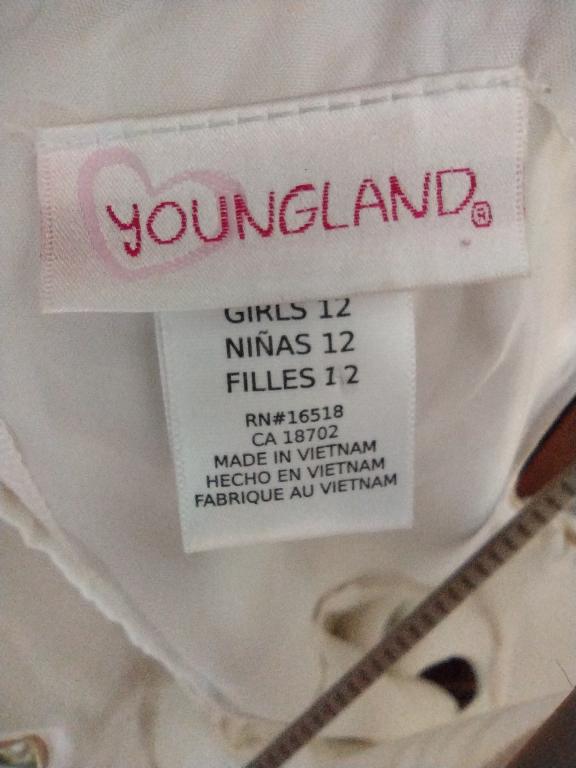 YOUNGLAND®
GIRLS 12
NIÑAS 12
FILLES 12
RN#16518
CA 18702
MADE IN VIETNAM
HECHO EN VIETNAM
FABRIQUE AU VIETNAM